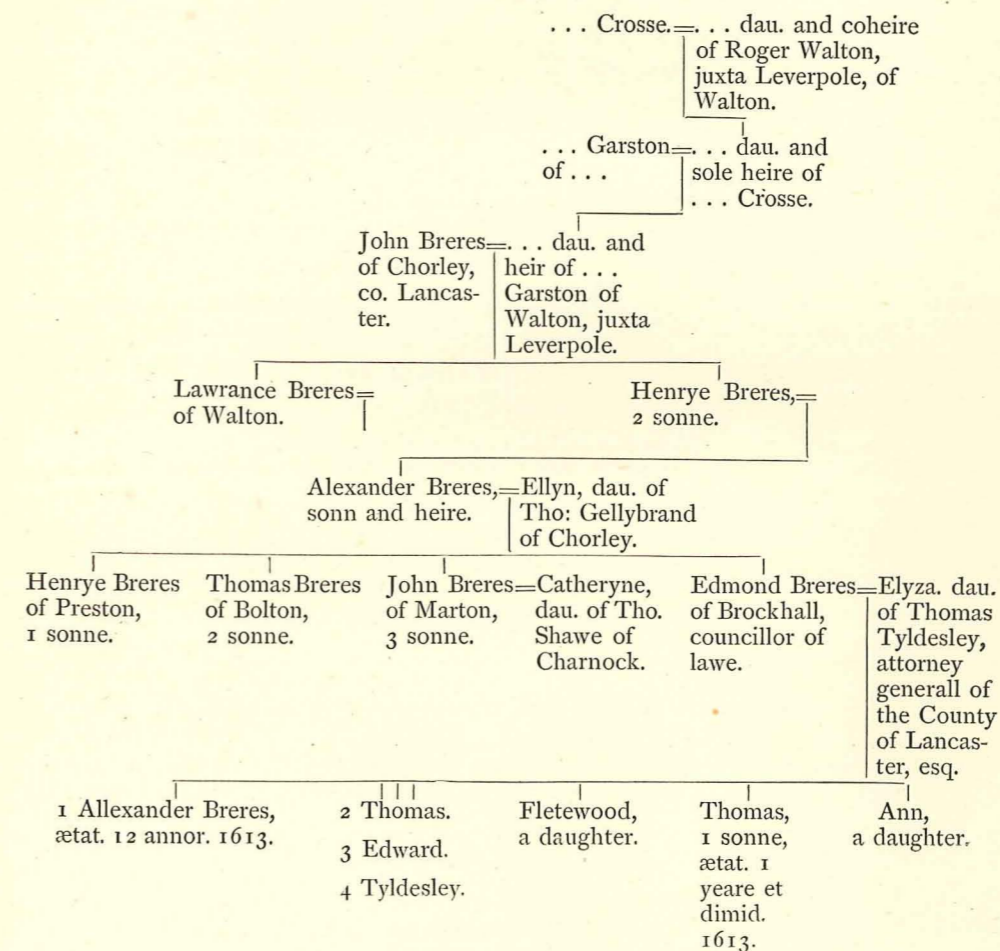 . . . Crosse.=. . . dau. and coheire
of Roger Walton,
juxta Leverpole, of
Walton.
. . . Garston=. . . dau. and
of . . .
sole heire of
. . . Crosse.
John Breres=. . . dau. and
of Chorley,
co. Lancas-
ter.
heir of . . .
Garston of
Walton, juxta
Leverpole.
Lawrance Breres=
of Walton.
Henrye Breres,=
2 sonne.
Alexander Breres,=Ellyn, dau. of
sonn and heire.
Tho: Gellybrand
of Chorley.
Henrye Breres
of Preston,
1 sonne.
Thomas Breres
of Bolton,
2 sonne.
John Breres=Catheryne,
of Marton,
3 sonne.
dau. of Tho.
Shawe of
Charnock.
Edmond Breres=Elyza. dau.
of Brockhall,
councillor of
lawe.
of Thomas
Tyldesley,
attorney
generall of
the County
of Lancas-
ter, esq.
1 Allexander Breres,
ætat. 12 annor. 1613.
2 Thomas.
3 Edward.
4 Tyldesley.
Fletewood,
a daughter.
Thomas,
1 sonne,
ætat. 1
yeare et
dimid.
1613.
Ann,
a daughter.